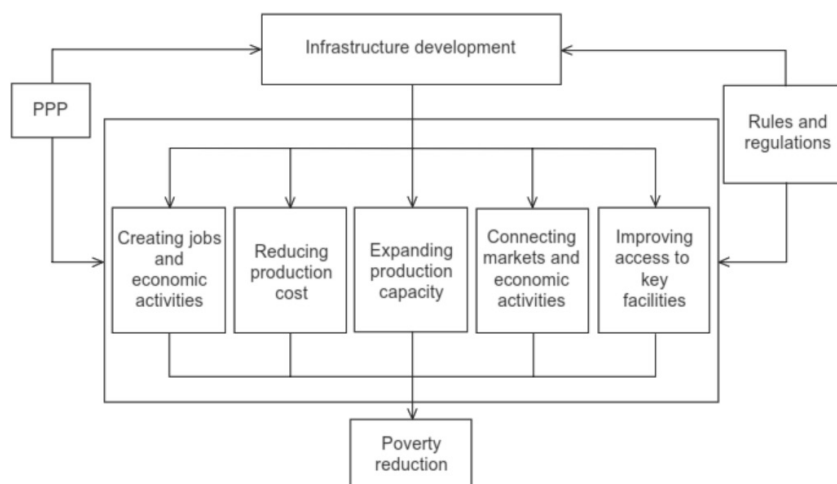 Infrastructure development
PPP
Rules and
regulations
Creating jobs
and
economic
activities
Reducing
production
cost
Expanding
production
capacity
Connecting
markets and
economic
activities
Improving
access to
key
facilities
Poverty
reduction